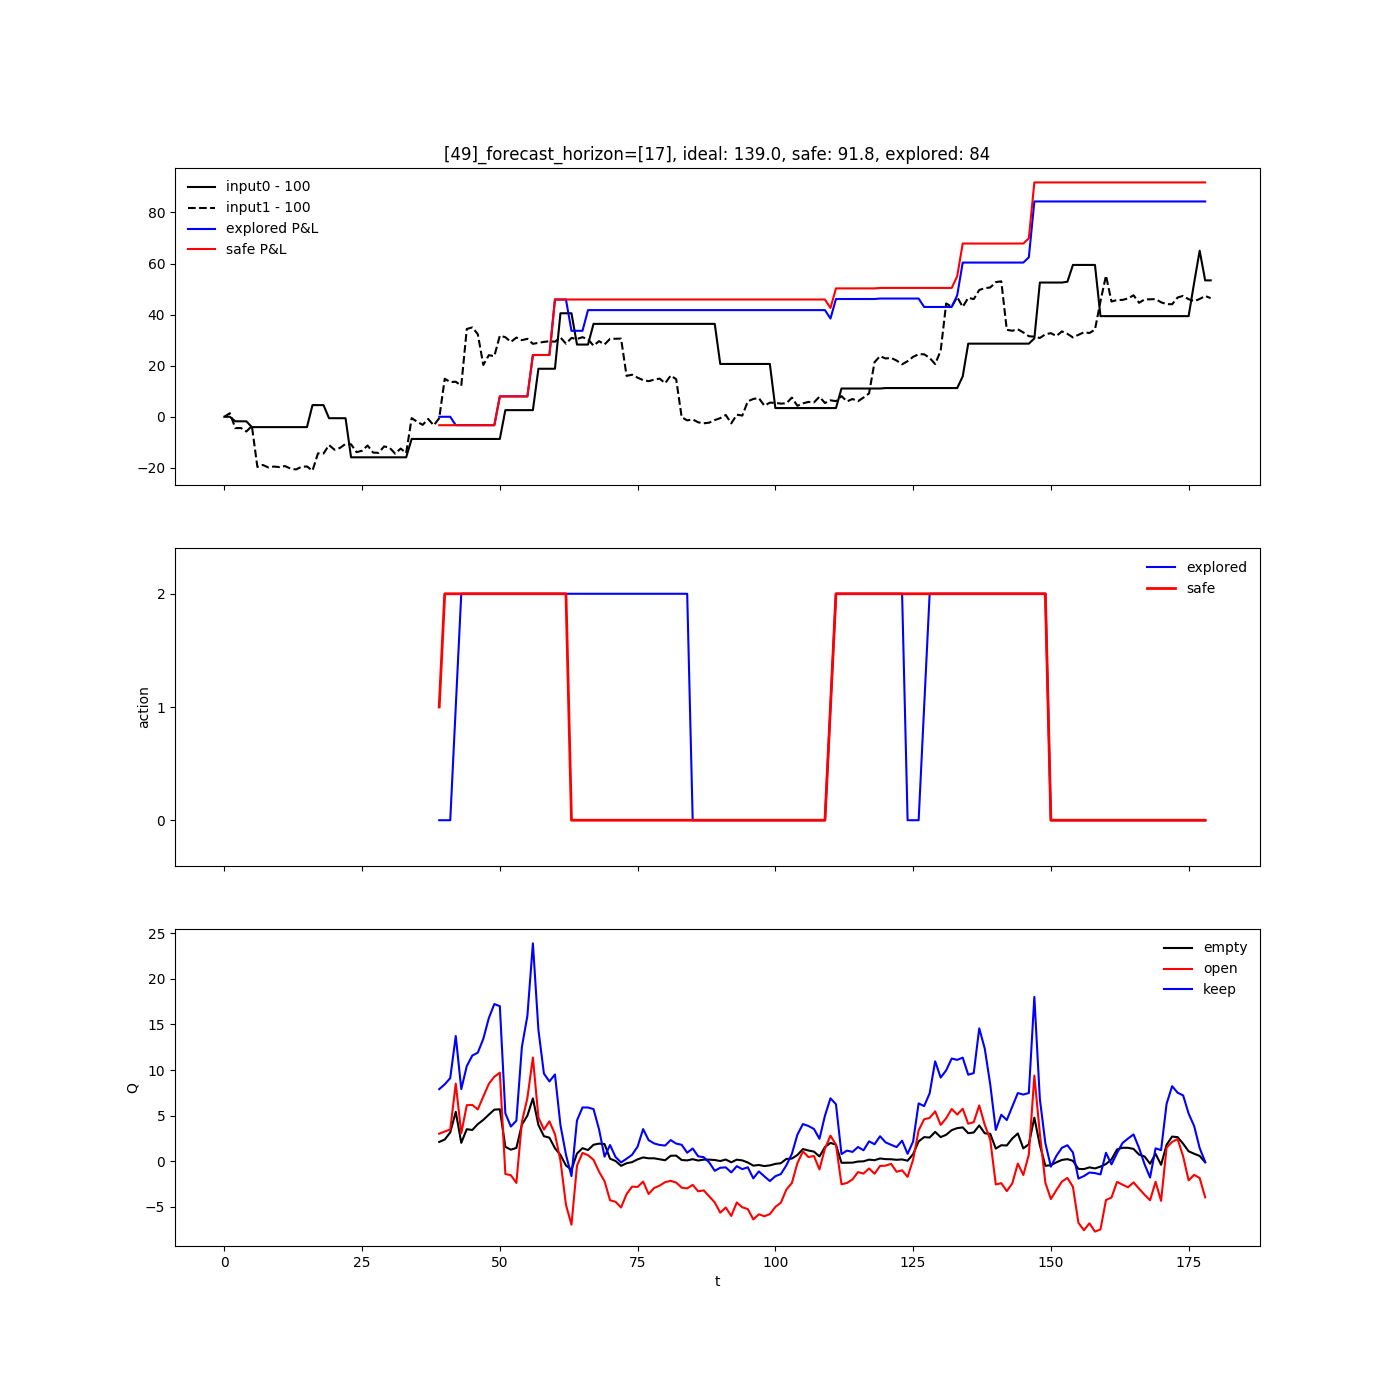 [49]_forecast_horizon=[17], ideal: 139.0, safe: 91.8, explored: 84
input0 - 100
input1 - 100
explored P&L
safe P&L
80
60
40
20
0
−20
explored
safe
2
1
0
action
empty
open
keep
25
20
15
10
5
0
−5
Q
0 25 50 75 100 125 150 175
t